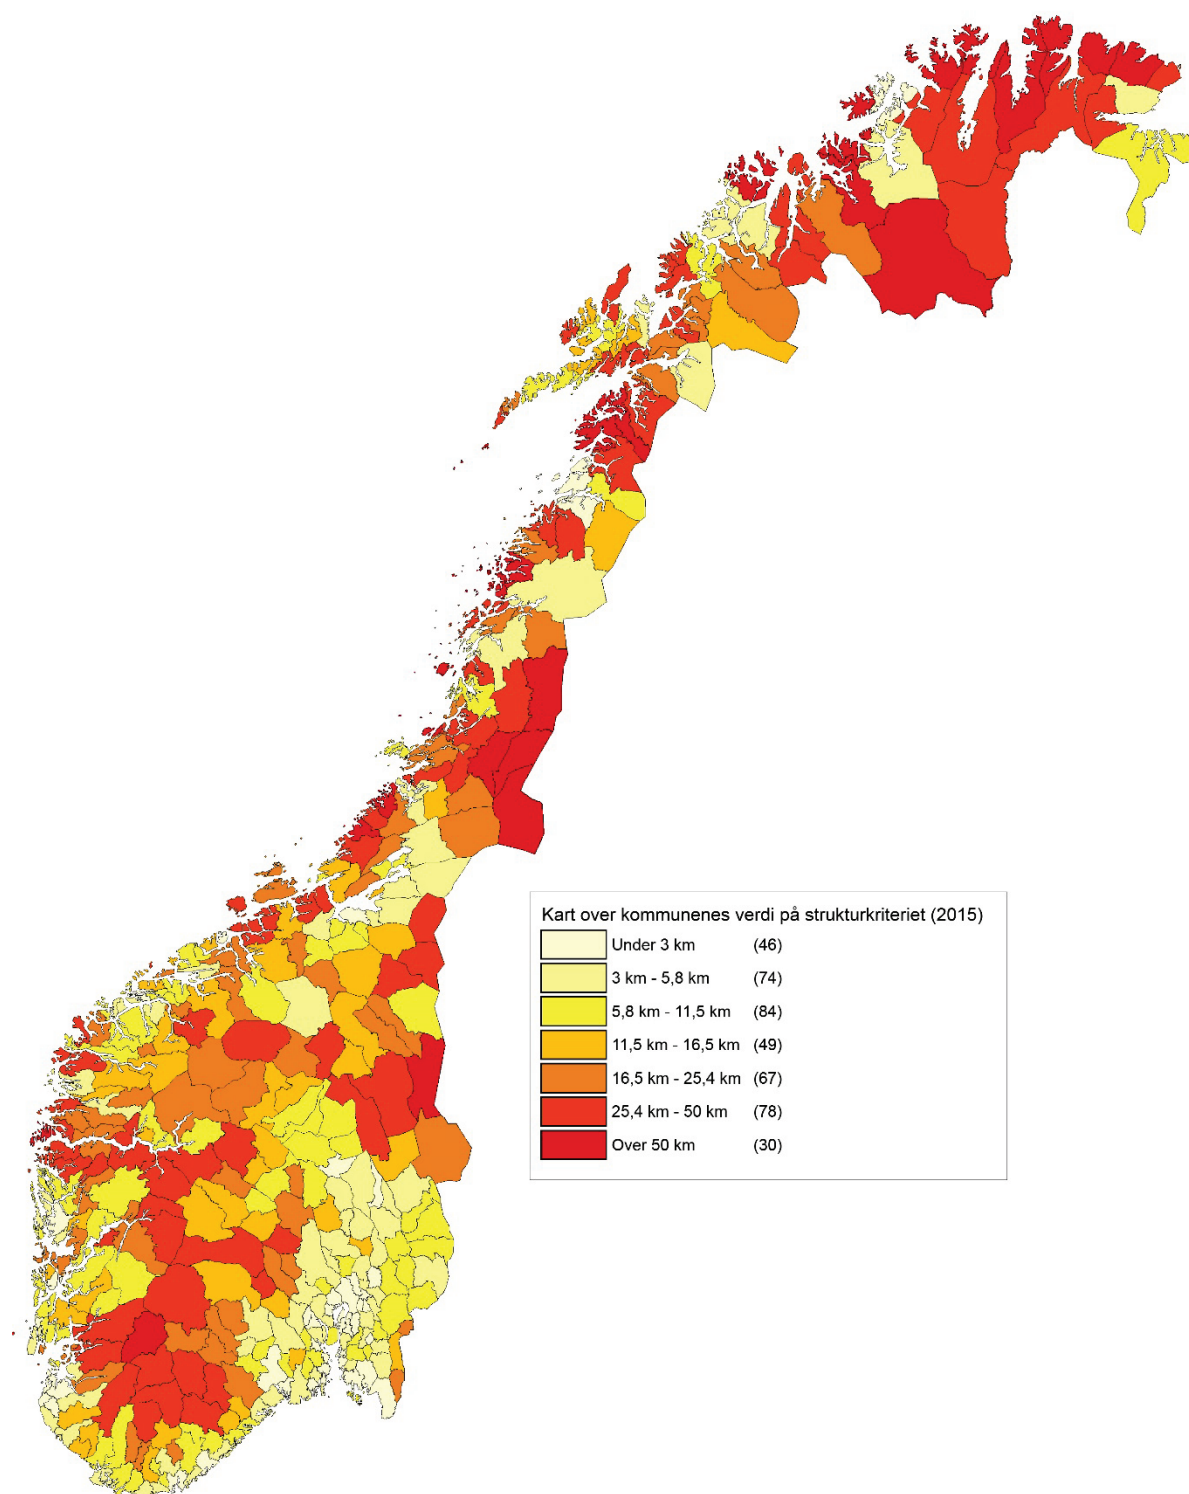 Kart over kommunenes verdi på strukturkriteriet (2015)
Under 3 km (46)
3 km - 5,8 km (74)
5,8 km - 11,5 km (84)
11,5 km - 16,5 km (49)
16,5 km - 25,4 km (67)
25,4 km - 50 km (78)
Over 50 km (30)